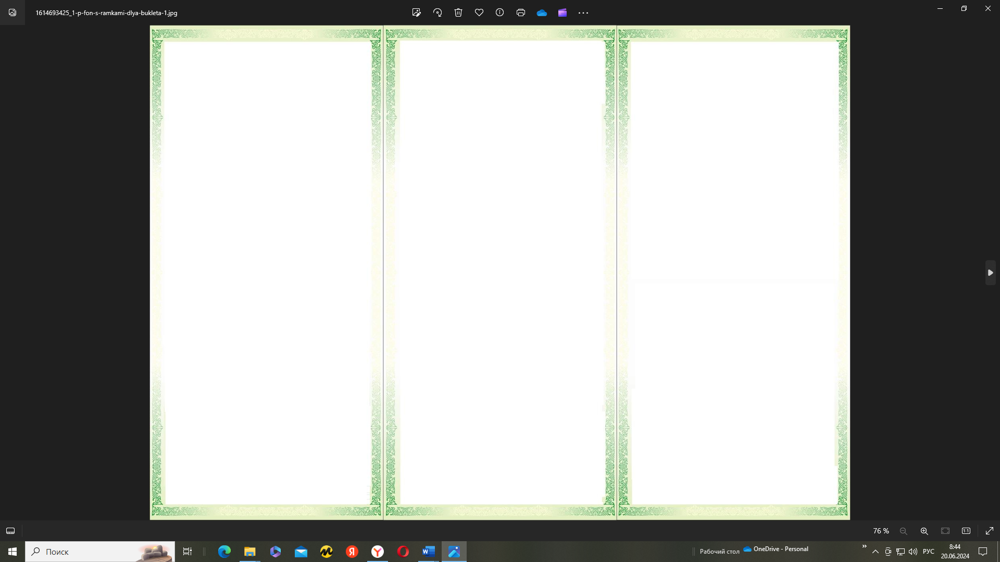 1614693425_1-p-fon-s-ramkami-dlya-bukleta-1.jpg
76 %
Поиск
Рабочий стол
OneDrive - Personal
РУС
8:44
20.06.2024